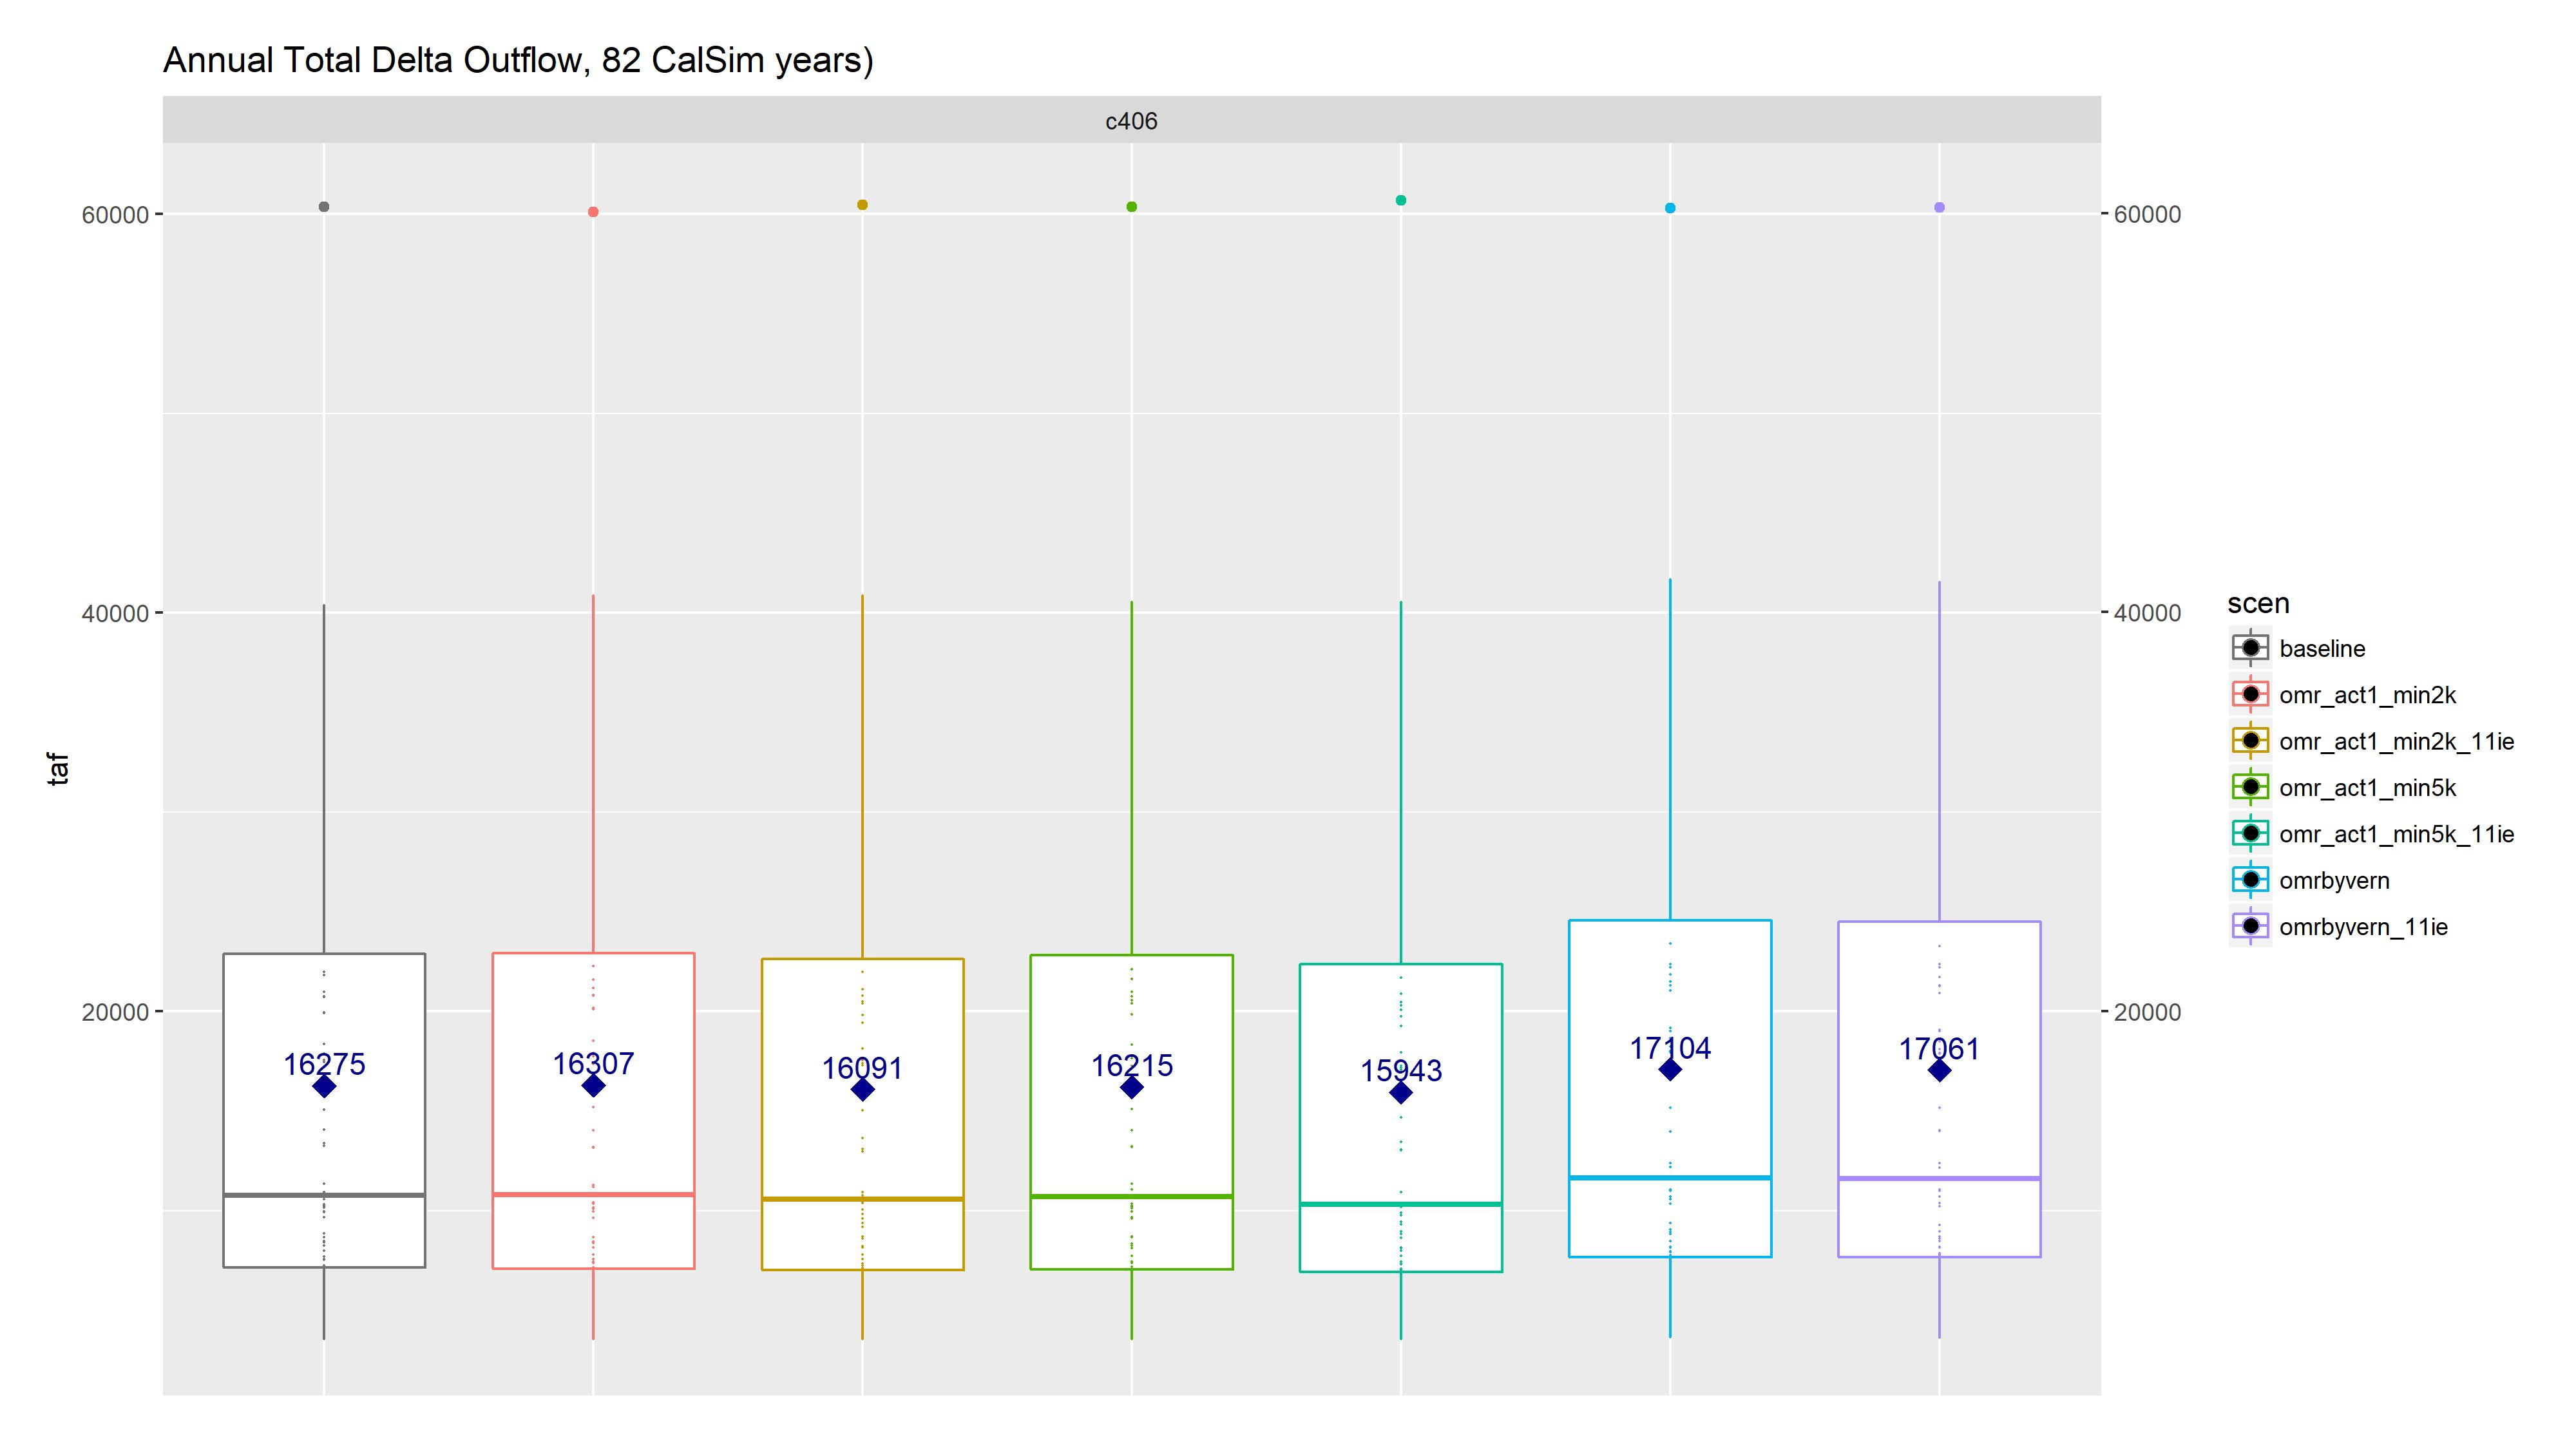 Annual Total Delta Outflow, 82 CalSim years)
c406
60000
60000
40000
40000
20000
20000
taf
16275
16307
16091
16215
15943
17104
17061
scen
baseline
omr_act1_min2k
omr_act1_min2k_11ie
omr_act1_min5k
omr_act1_min5k_11ie
omrbyvern
omrbyvern_11ie